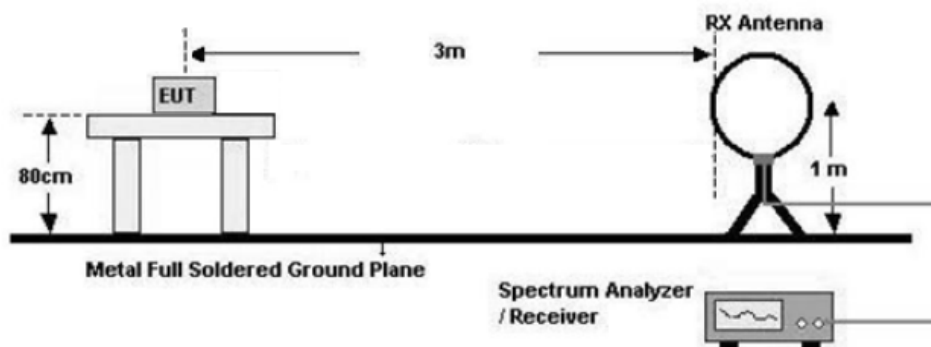 RX Antenna
3m
EUT
80cm
1 m
Metal Full Soldered Ground Plane
Spectrum Analyzer
/ Receiver